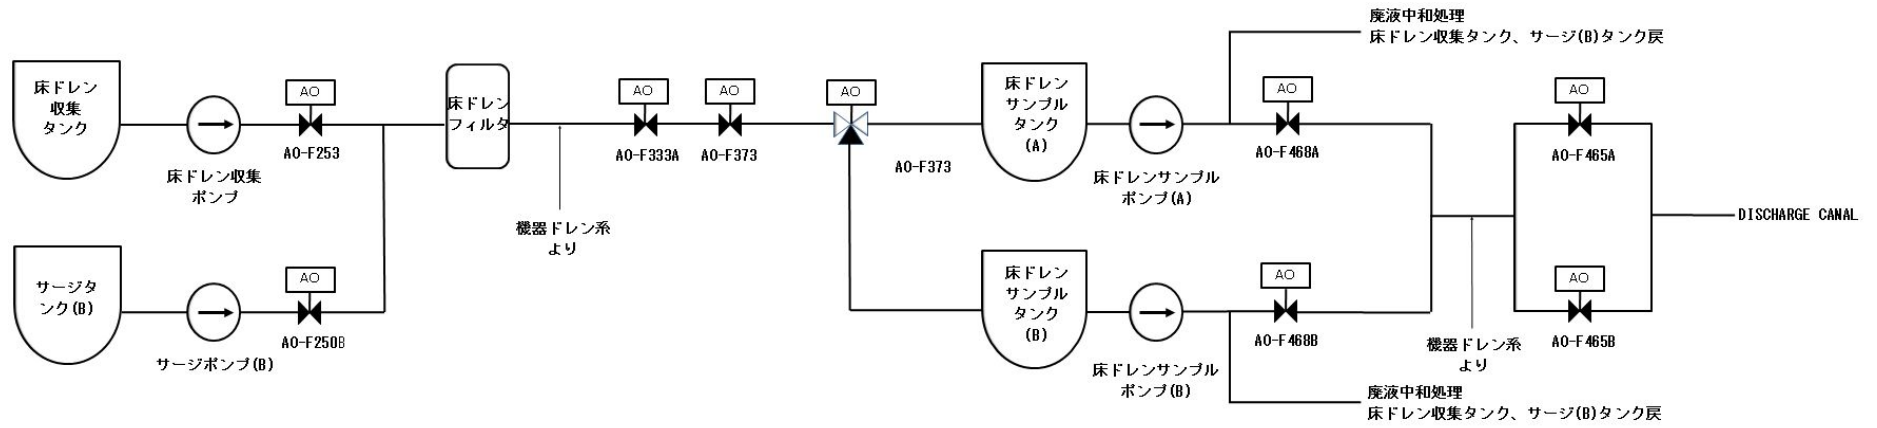 廃液中和処理
床ドレン収集タンク、サージ(B)タンク戻
床ドレン
収集
タンク
AO
AO-F253
床ドレン収集
ポンプ
床ドレン
フィルタ
機器ドレン系
より
AO
AO-F333A
AO
AO-F373
AO
AO-F373
床ドレン
サンプル
タンク
(A)
床ドレンサンプル
ポンプ(A)
AO
AO-F468A
AO
AO-F465A
DISCHARGE CANAL
サージタ
ンク(B)
サージポンプ(B)
AO
AO-F250B
床ドレン
サンプル
タンク
(B)
床ドレンサンプル
ポンプ(B)
AO
AO-F468B
機器ドレン系
より
AO
AO-F465B
廃液中和処理
床ドレン収集タンク、サージ(B)タンク戻